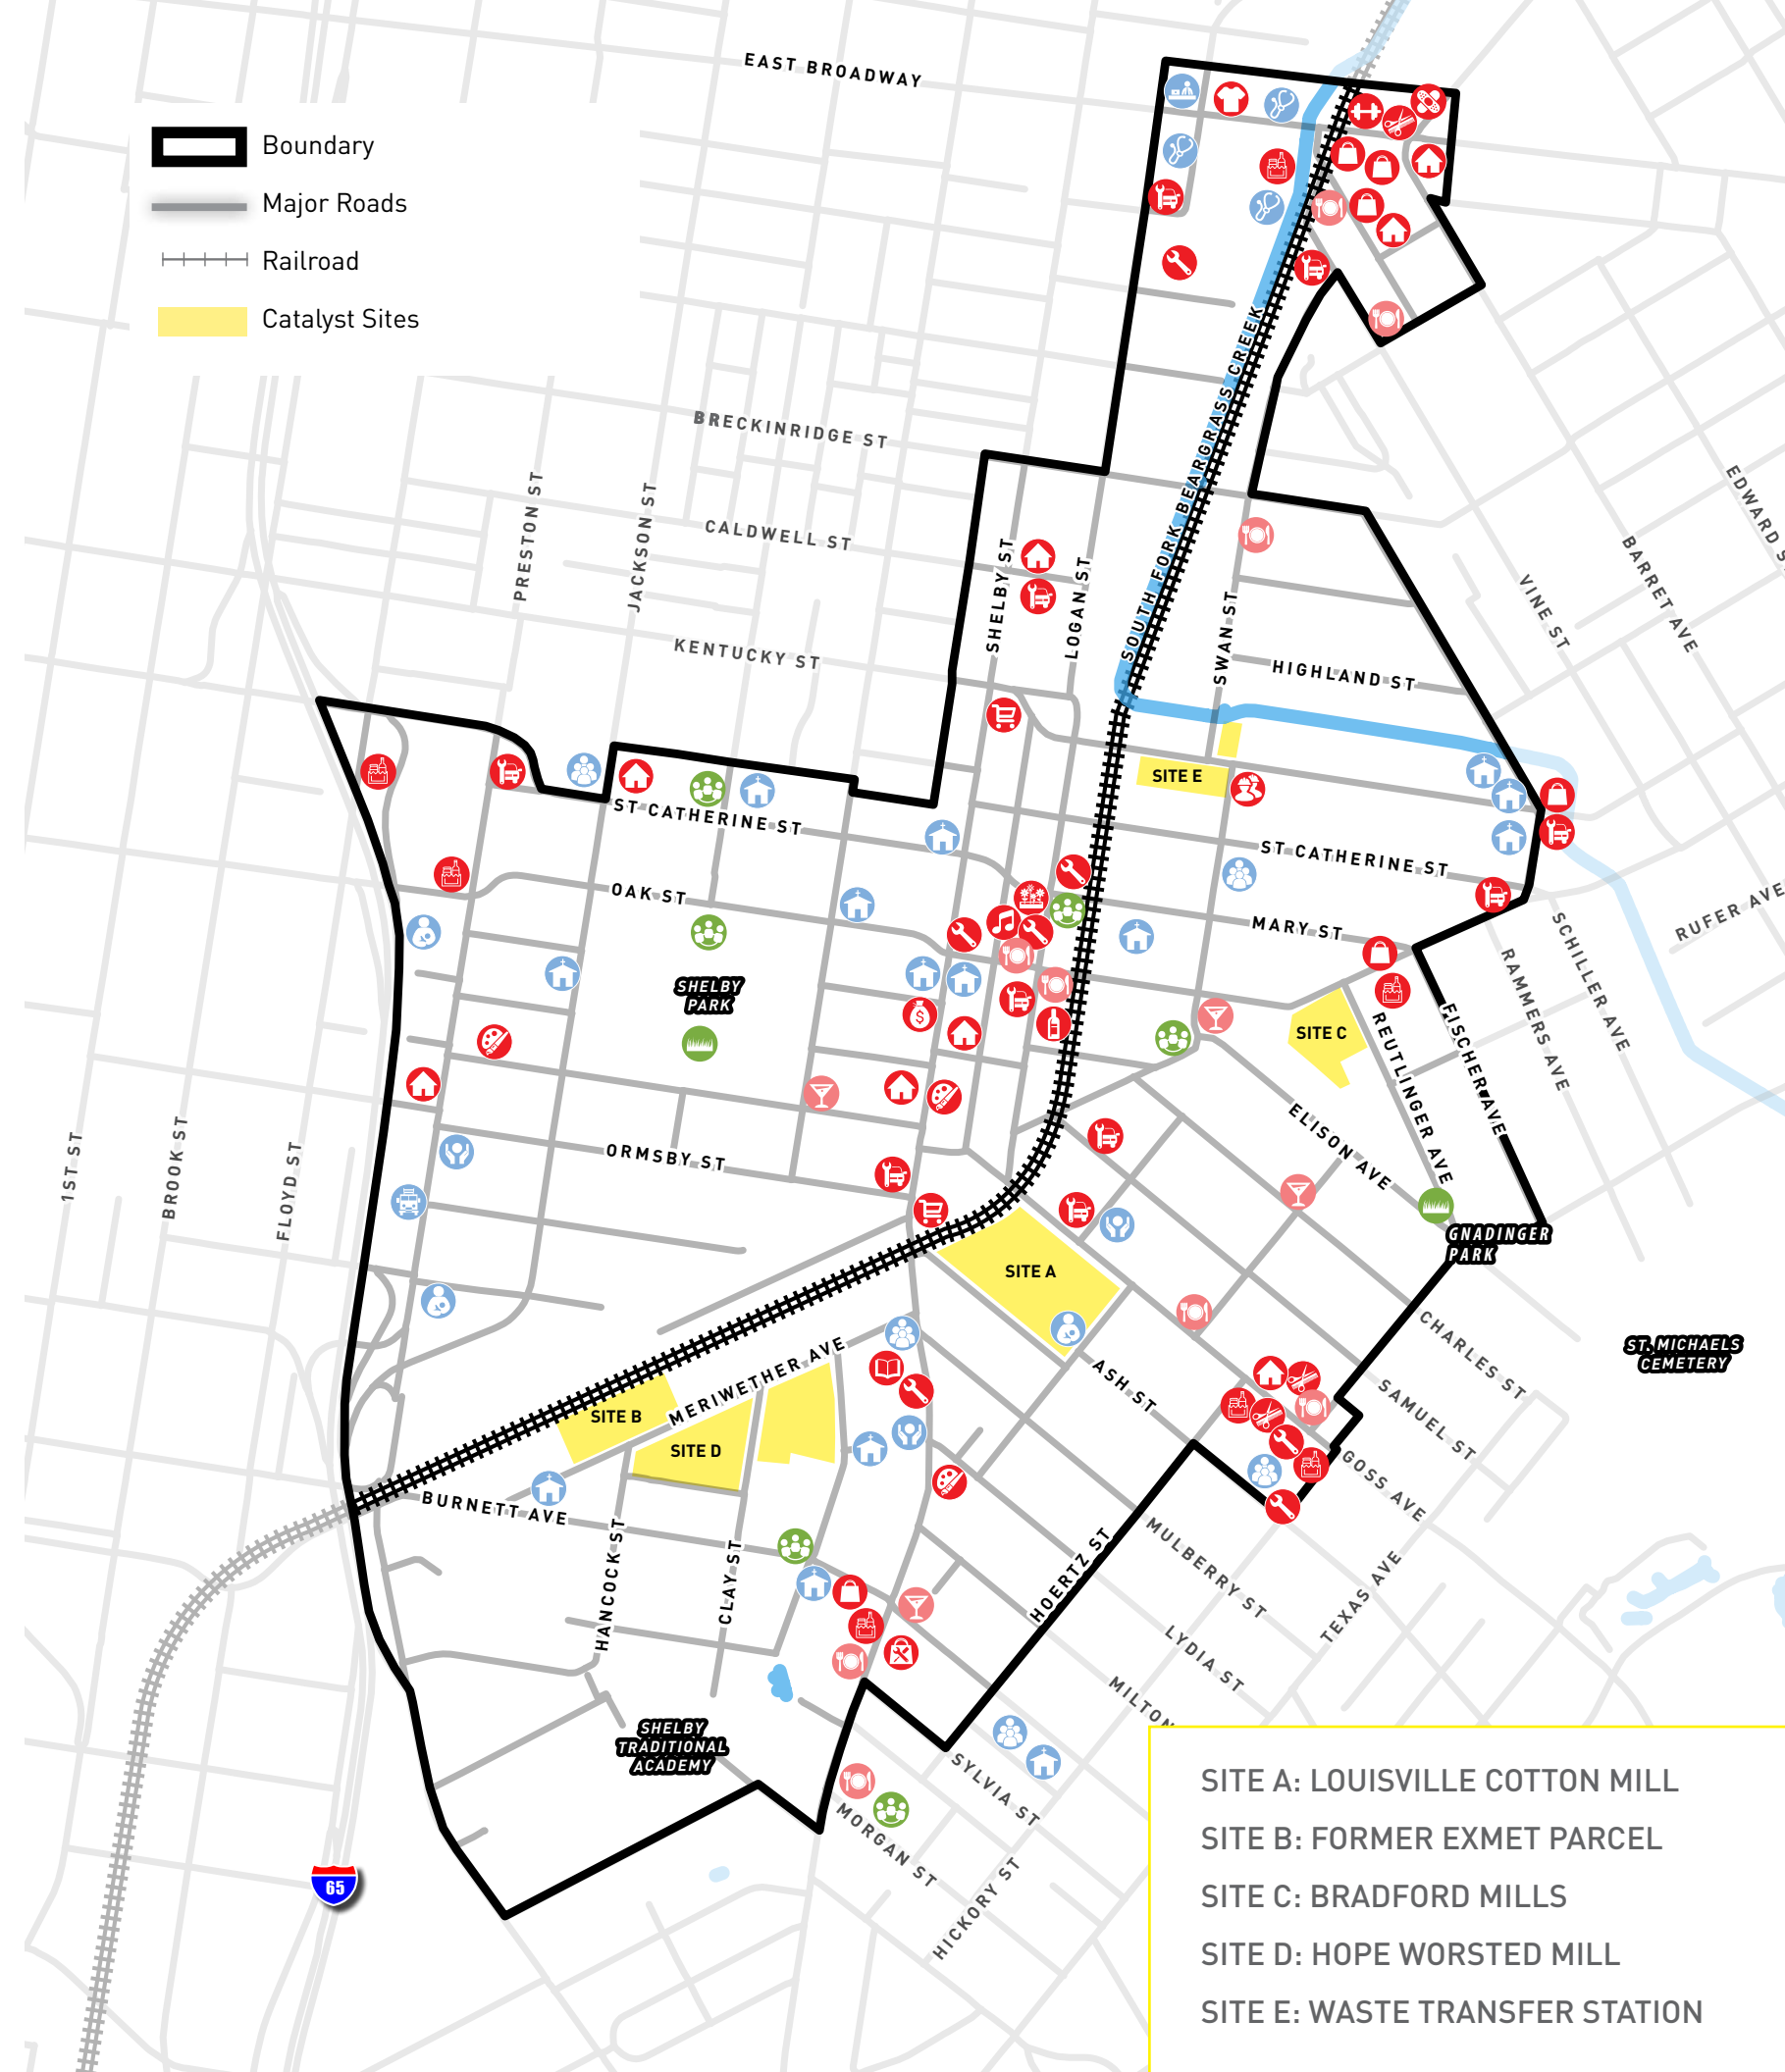 EAST BROADWAY
Boundary
Major Roads
Railroad
Catalyst Sites
BRECKINRIDGE ST
CALDWELL ST
KENTUCKY ST
PRESTON ST
JACKSON ST
SHELBY ST
LOGAN ST
SOUTH FORK BEARGRASS CREEK
SWAN ST
HIGHLAND ST
VINE ST
BARRET AVE
EDWARD S
SITE E
ST CATHERINE ST
ST CATHERINE ST
OAK ST
MARY ST
RUFER AVE
SCHILLER AVE
RAMMERS AVE
FISCHER AVE
REUTLINGER AVE
SHELBY
PARK
SITE C
ELISON AVE
ORMSBY ST
1ST ST
BROOK ST
FLOYD ST
GNADINGER
PARK
SITE A
ST. MICHAELS
CEMETERY
CHARLES ST
SAMUEL ST
GOSS AVE
ASH ST
MERIWETHER AVE
SITE B
SITE D
BURNETT AVE
HANCOCK ST
CLAY ST
HOERTZ ST
MULBERRY ST
TEXAS AVE
LYDIA ST
MILTON
SHELBY
TRADITIONAL
ACADEMY
SYLVIA ST
MORGAN ST
HICKORY ST
65
SITE A: LOUISVILLE COTTON MILL
SITE B: FORMER EXMET PARCEL
SITE C: BRADFORD MILLS
SITE D: HOPE WORSTED MILL
SITE E: WASTE TRANSFER STATION